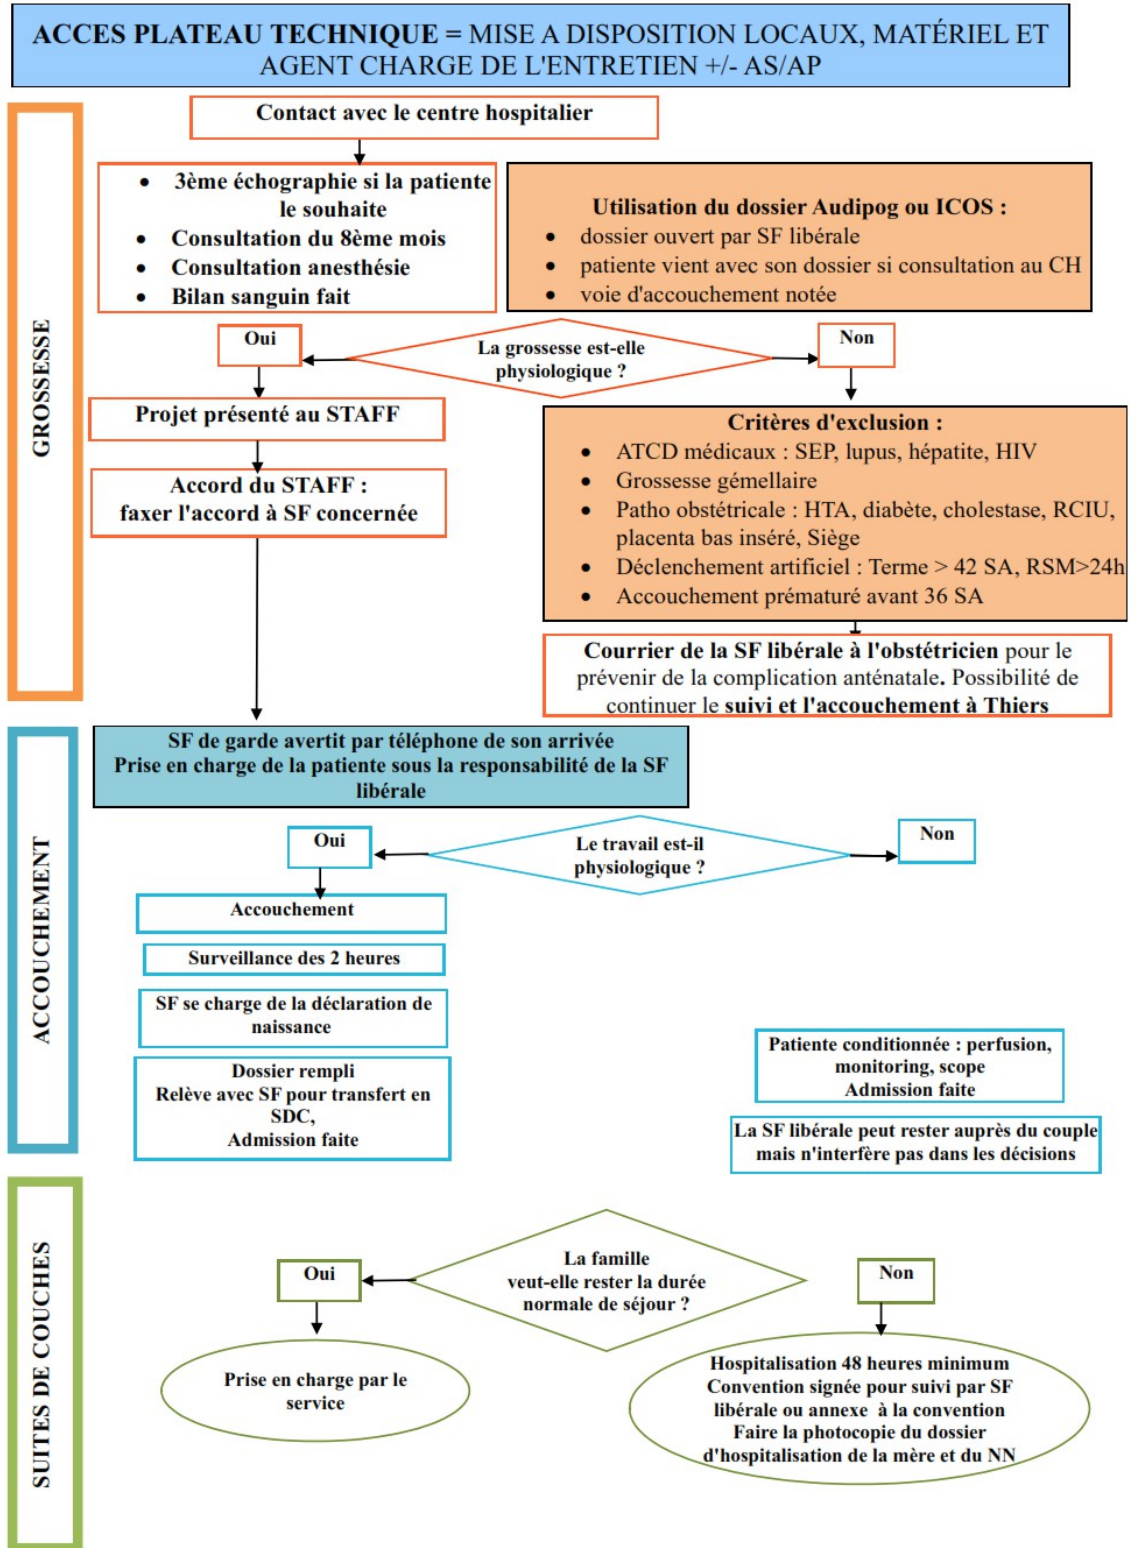 ACCES PLATEAU TECHNIQUE = MISE A DISPOSITION LOCAUX, MATÉRIEL ET
AGENT CHARGE DE L'ENTRETIEN +/- AS/AP
GROSSESSE
Contact avec le centre hospitalier
• 3ème échographie si la patiente
le souhaite
• Consultation du 8ème mois
• Consultation anesthésie
• Bilan sanguin fait
Utilisation du dossier Audipog ou ICOS :
• dossier ouvert par SF libérale
• patiente vient avec son dossier si consultation au CH
• voie d'accouchement notée
Oui
La grossesse est-elle
physiologique ?
Non
Projet présenté au STAFF
Accord du STAFF :
faxer l'accord à SF concernée
Critères d'exclusion :
• ATCD médicaux : SEP, lupus, hépatite, HIV
• Grossesse gémellaire
• Patho obstétricale : HTA, diabète, cholestase, RCIU,
placenta bas inséré, Siège
• Déclenchement artificiel : Terme > 42 SA, RSM>24h
• Accouchement prématuré avant 36 SA
Courrier de la SF libérale à l'obstétricien pour le
prévenir de la complication anténatale. Possibilité de
continuer le suivi et l'accouchement à Thiers
ACCOUCHEMENT
SF de garde avertit par téléphone de son arrivée
Prise en charge de la patiente sous la responsabilité de la SF
libérale
Oui
Le travail est-il
physiologique ?
Non
Accouchement
Surveillance des 2 heures
SF se charge de la déclaration de
naissance
Dossier rempli
Relève avec SF pour transfert en
SDC,
Admission faite
Patiente conditionnée : perfusion,
monitoring, scope
Admission faite
La SF libérale peut rester auprès du couple
mais n'interfère pas dans les décisions
SUITES DE COUCHES
Oui
La famille
veut-elle rester la durée
normale de séjour ?
Non
Prise en charge par le
service
Hospitalisation 48 heures minimum
Convention signée pour suivi par SF
libérale ou annexe à la convention
Faire la photocopie du dossier
d'hospitalisation de la mère et du NN